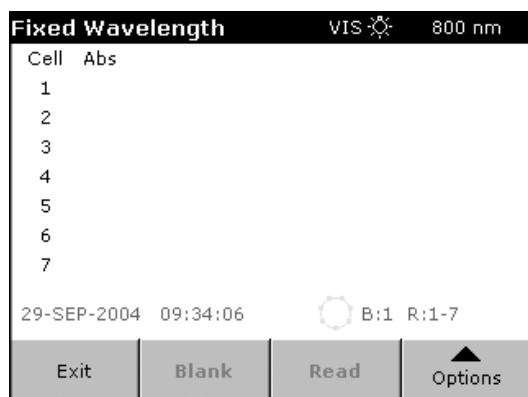 Fixed Wavelength VIS 800 nm
Cell Abs
1
2
3
4
5
6
7
29-SEP-2004 09:34:06 B:1 R:1-7
Exit Blank Read Options